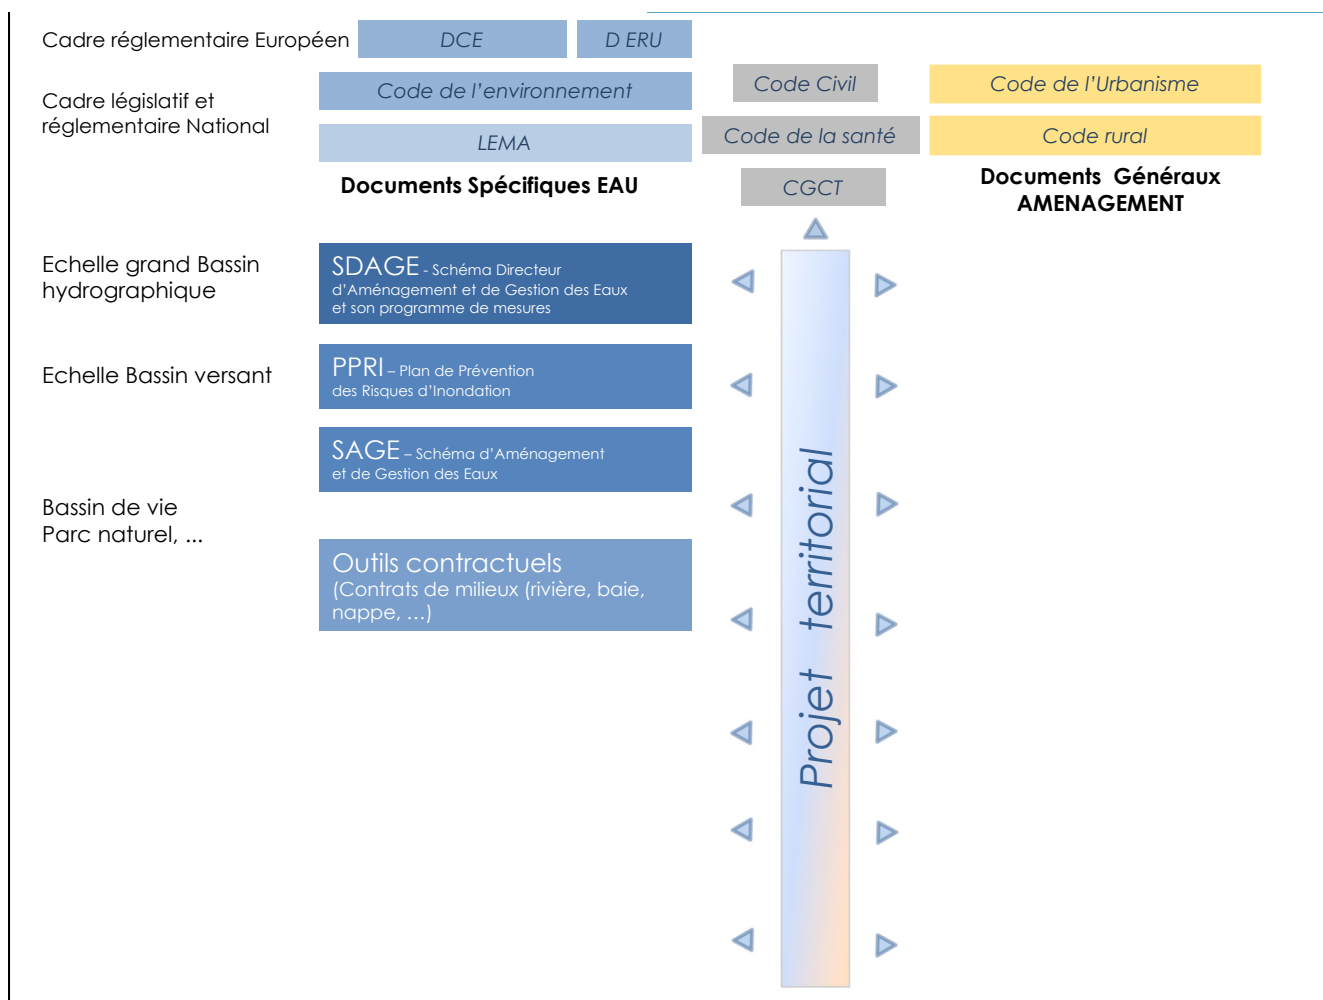 Cadre réglementaire Européen
DCE
D ERU
Cadre législatif et
réglementaire National
Code de l’environnement
LEMA
Code Civil
Code de la santé
CGCT
Code de l’Urbanisme
Code rural
Documents Spécifiques EAU
Documents Généraux
AMENAGEMENT
Echelle grand Bassin
hydrographique
SDAGE - Schéma Directeur
d’Aménagement et de Gestion des Eaux
et son programme de mesures
Echelle Bassin versant
PPRI – Plan de Prévention
des Risques d’Inondation
SAGE – Schéma d’Aménagement
et de Gestion des Eaux
Bassin de vie
Parc naturel, ...
Outils contractuels
(Contrats de milieux (rivière, baie,
nappe, …)
Projet territorial